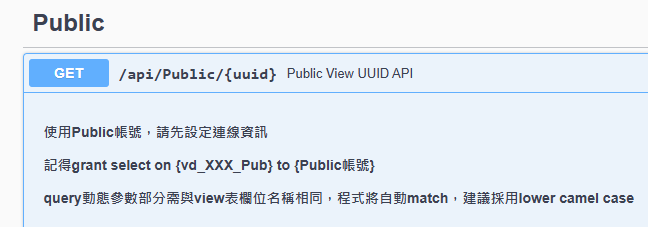 Public
GET /api/Public/{uuid} Public View UUID API
使用Public帳號，請先設定連線資訊
記得grant select on {vd_XXX_Pub} to {Public帳號}
query動態參數部分需與view表欄位名稱相同，程式將自動match，建議採用lower camel case